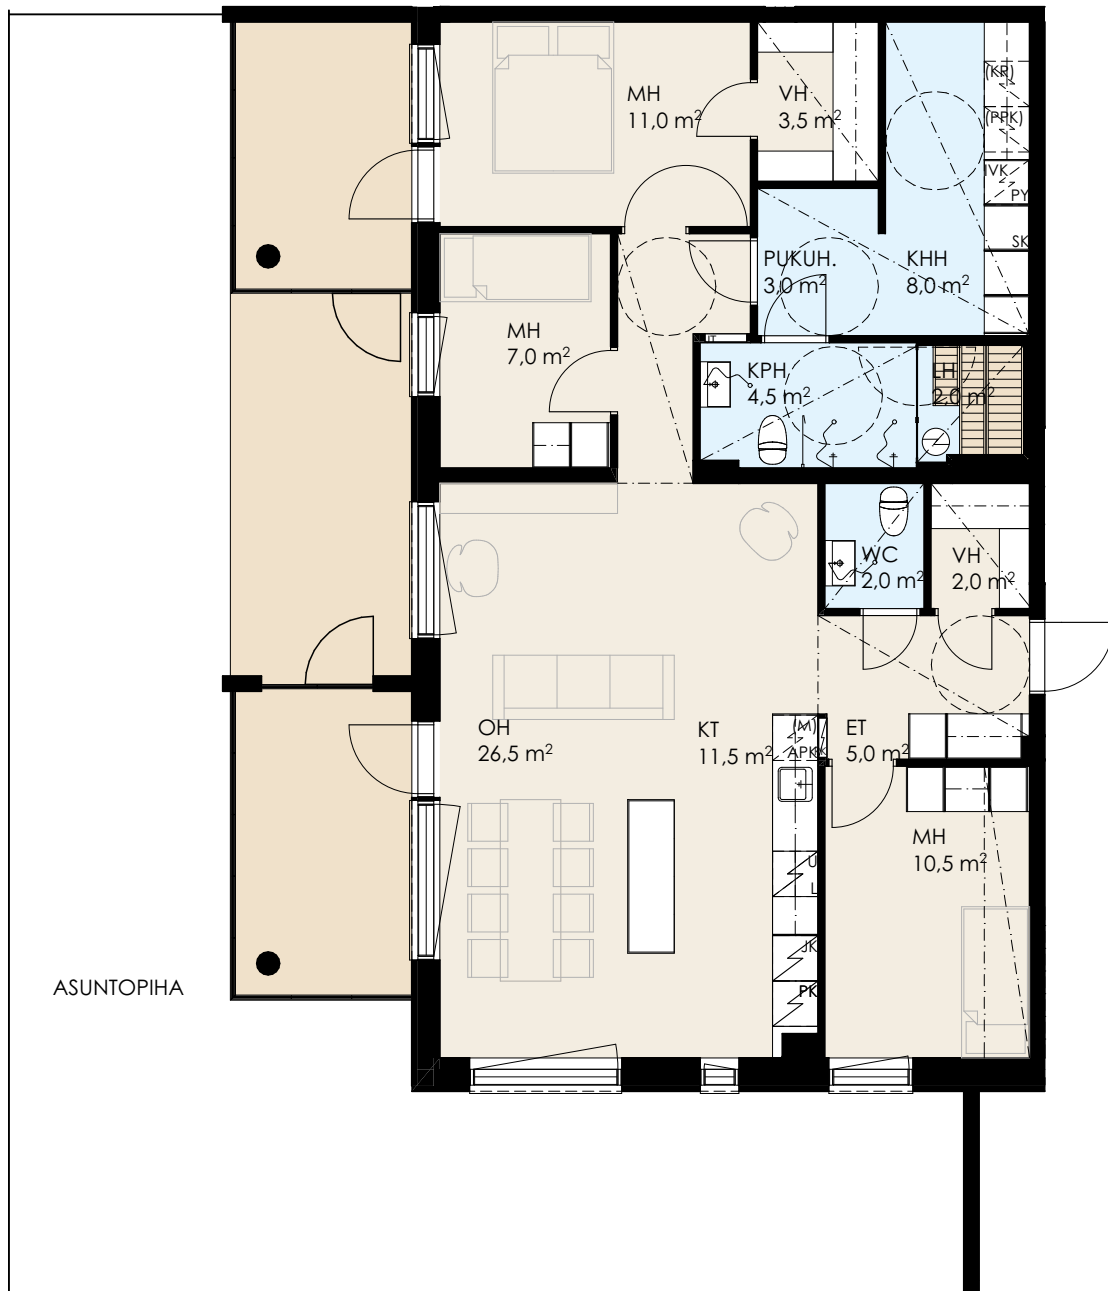 MH
11,0 m²
VH
3,5 m²
(KR)
(PPK)
IVK
PY
SK
PUKUH.
3,0 m²
KHH
8,0 m²
MH
7,0 m²
KPH
4,5 m²
LH
2,0 m²
WC
2,0 m²
VH
2,0 m²
OH
26,5 m²
KT
11,5 m²
(M)
APK
ET
5,0 m²
MH
10,5 m²
U
L
JK
PK
ASUNTOPIHA